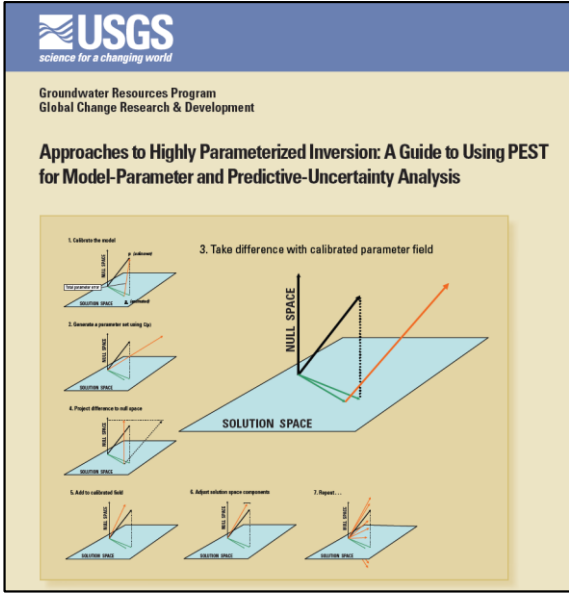 USGS
science for a changing world
Groundwater Resources Program
Global Change Research & Development
Approaches to Highly Parameterized Inversion: A Guide to Using PEST
for Model-Parameter and Predictive-Uncertainty Analysis
1. Calibrate the model
NULL SPACE
Total parameter error
SOLUTION SPACE
2. Generate a parameter set using
NULL SPACE
SOLUTION SPACE
3. Take difference with calibrated parameter field
NULL SPACE
SOLUTION SPACE
4. Project difference to null space
NULL SPACE
SOLUTION SPACE
5. Add to calibrated field
NULL SPACE
SOLUTION SPACE
6. Adjust solution space components
NULL SPACE
SOLUTION SPACE
7. Repeat . . .
NULL SPACE
SOLUTION SPACE